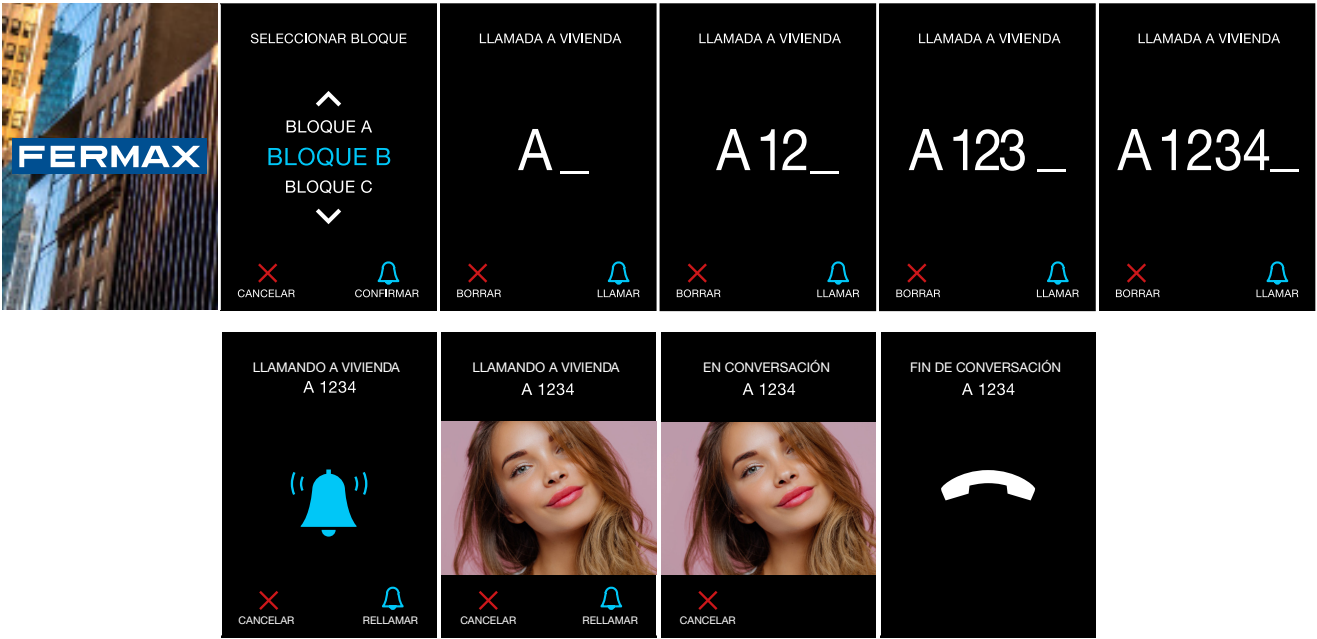 FERMAX
SELECCIONAR BLOQUE
BLOQUE A
BLOQUE B
BLOQUE C
CANCELAR
CONFIRMAR
LLAMADA A VIVIENDA
A_
BORRAR
LLAMAR
LLAMADA A VIVIENDA
A 12_
BORRAR
LLAMAR
LLAMADA A VIVIENDA
A 123_
BORRAR
LLAMAR
LLAMADA A VIVIENDA
A 1234_
BORRAR
LLAMAR
LLAMANDO A VIVIENDA
A 1234
CANCELAR
RELLAMAR
LLAMANDO A VIVIENDA
A 1234
CANCELAR
RELLAMAR
EN CONVERSACIÓN
A 1234
CANCELAR
FIN DE CONVERSACIÓN
A 1234